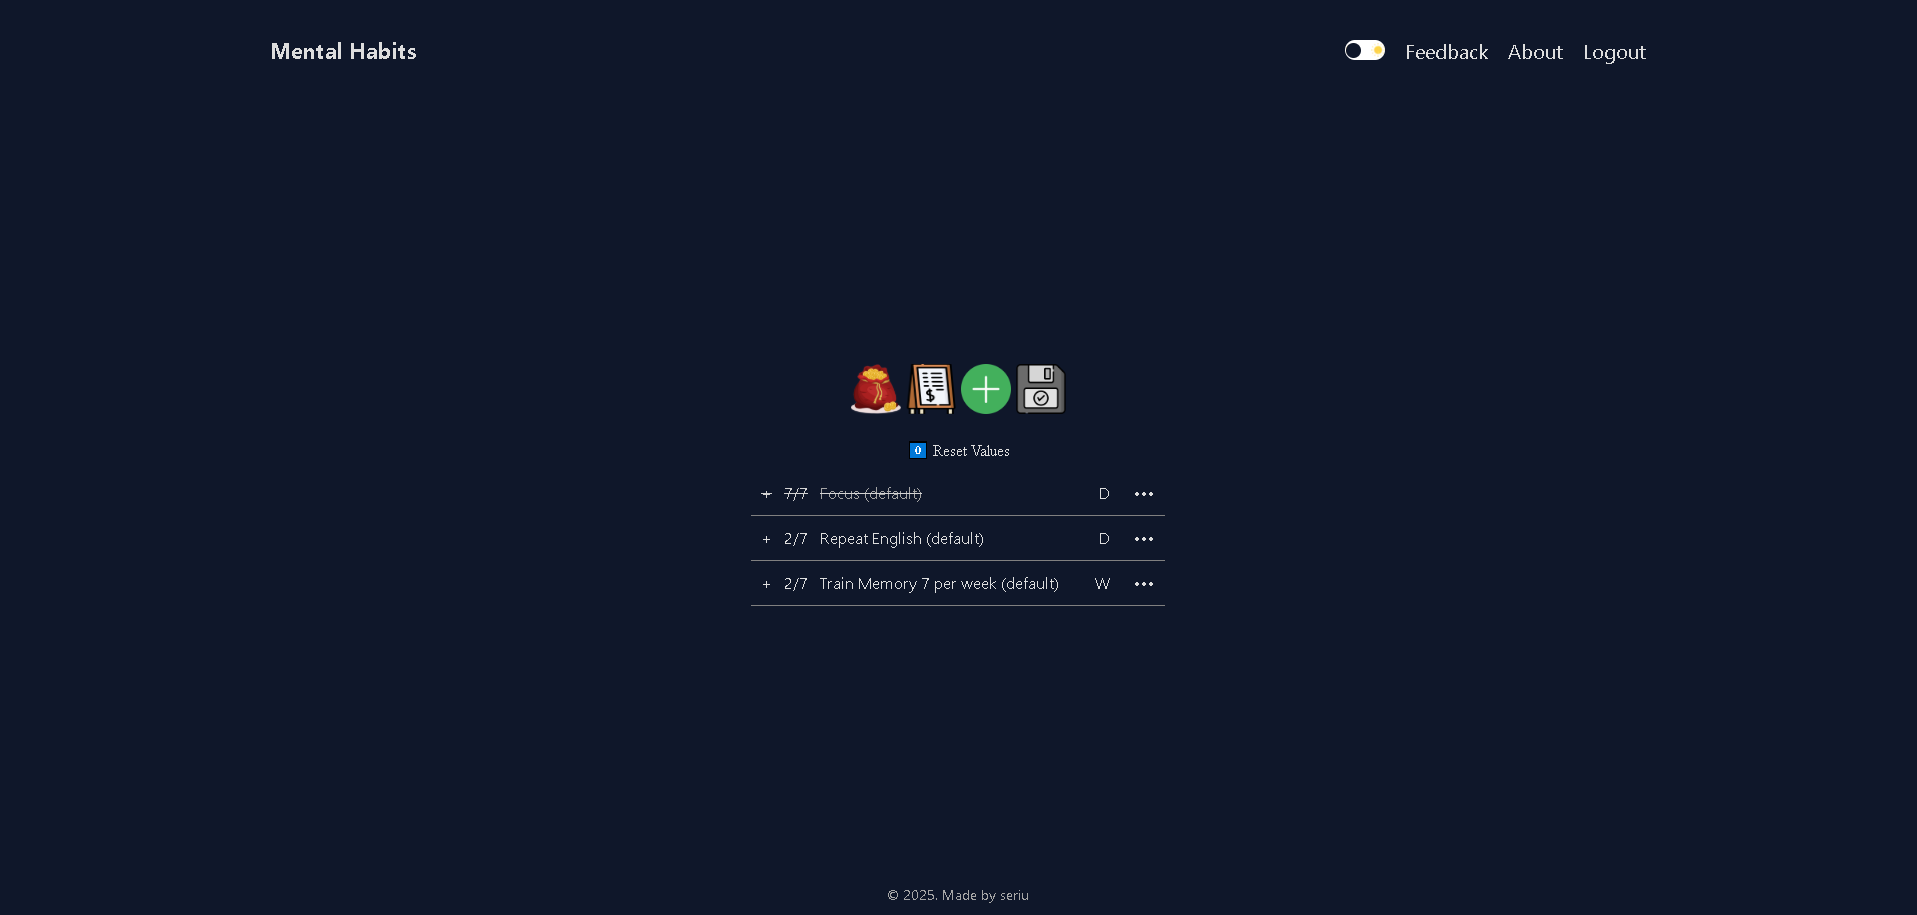 Mental Habits
Feedback About Logout
$
0 Reset Values
+ 7/7 Focus (default) D •••
+ 2/7 Repeat English (default) D •••
+ 2/7 Train Memory 7 per week (default) W •••
© 2025. Made by seriu